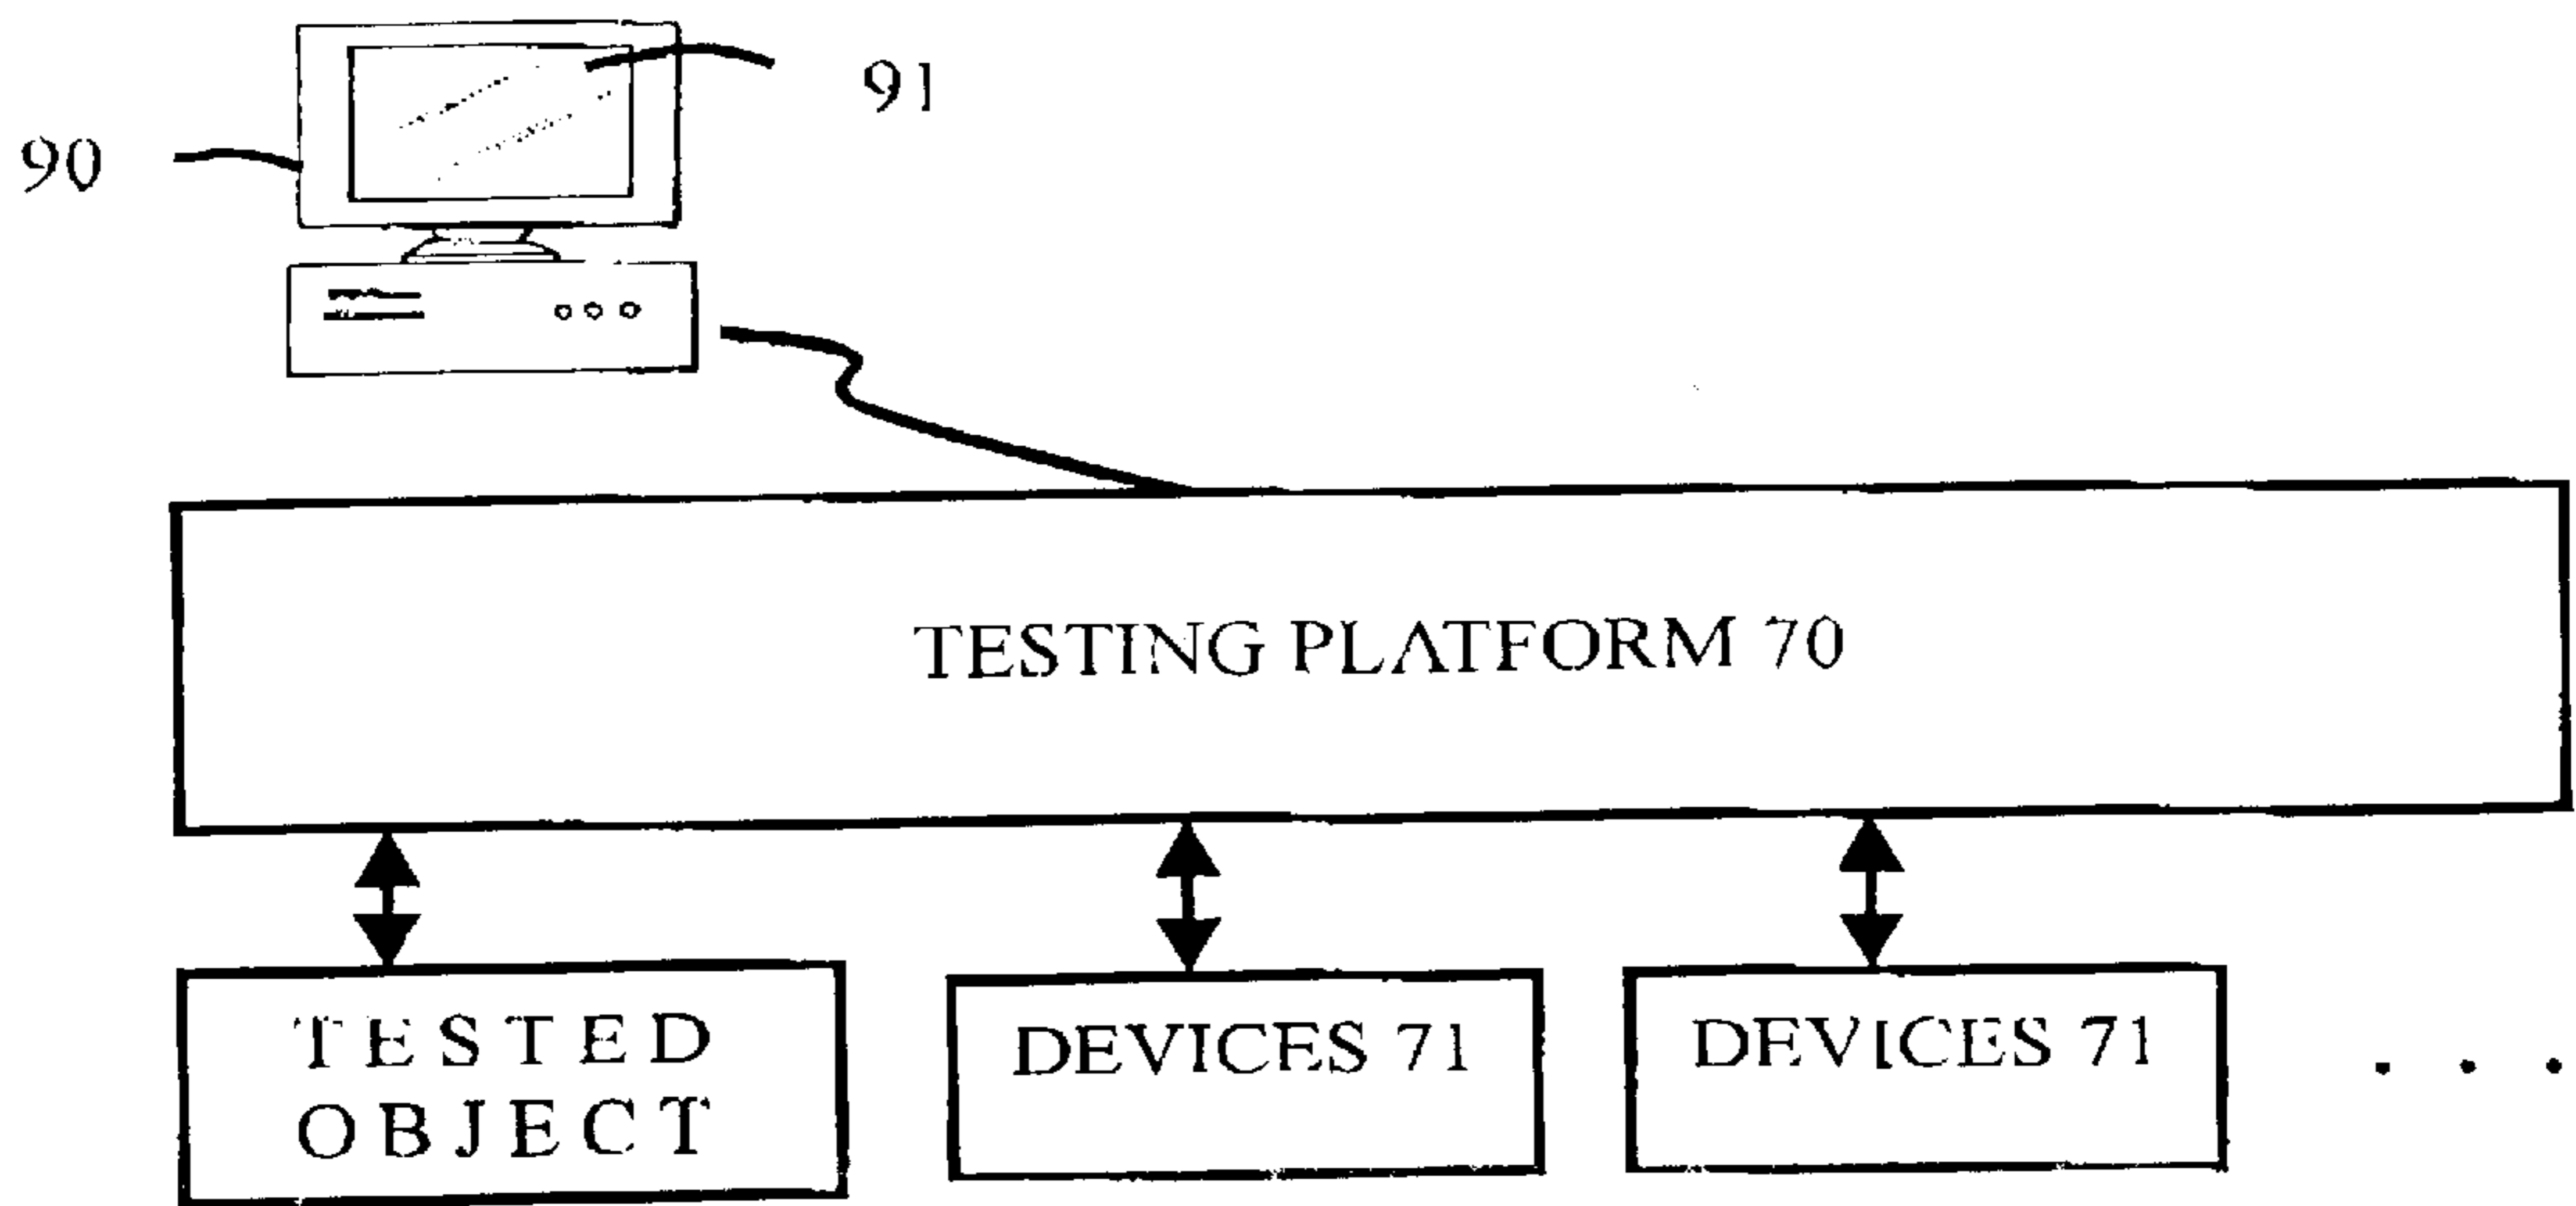 91
90
TESTING PLATFORM 70
TESTED
OBJECT
DEVICES 71
DEVICES 71
. . .